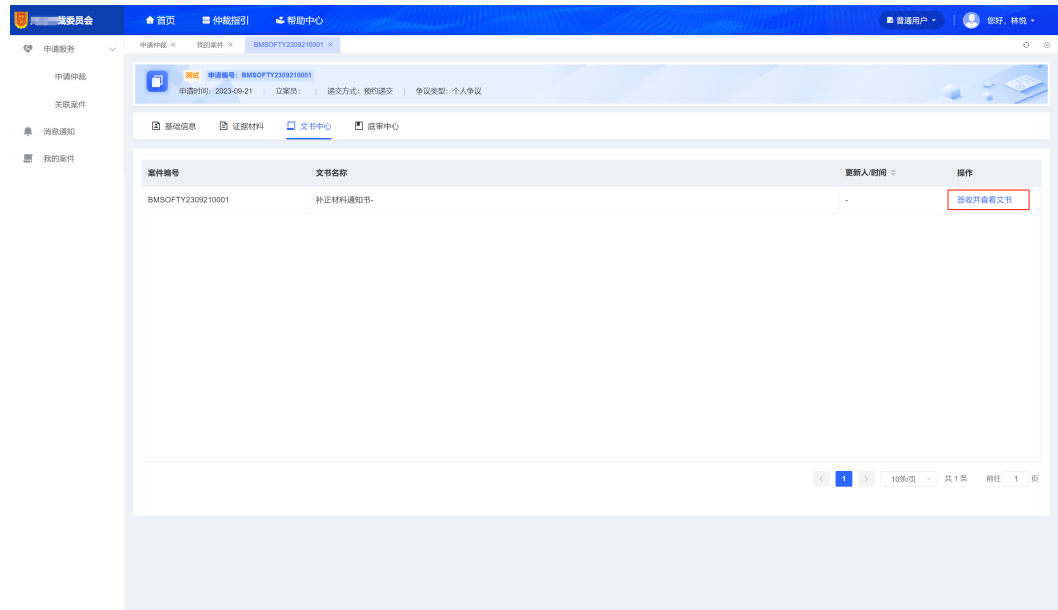 裁委员会 首页 仲裁指引 帮助中心 普通用户 您好，林悦
申请服务
申请仲裁
关联案件
消息通知
我的案件
申请仲裁 × 我的案件 × BMSOFTY2309210001 ×
测试 申请编号：BMSOFTY2309210001
申请时间：2023-09-21 | 立案员： | 递交方式：预约递交 | 争议类型：个人争议
基础信息 证据材料 文书中心 庭审中心
案件编号 文书名称 更新人/时间 操作
BMSOFTY2309210001 补正材料通知书- - 签收并查看文书
1 10条/页 共 1 条 前往 1 页